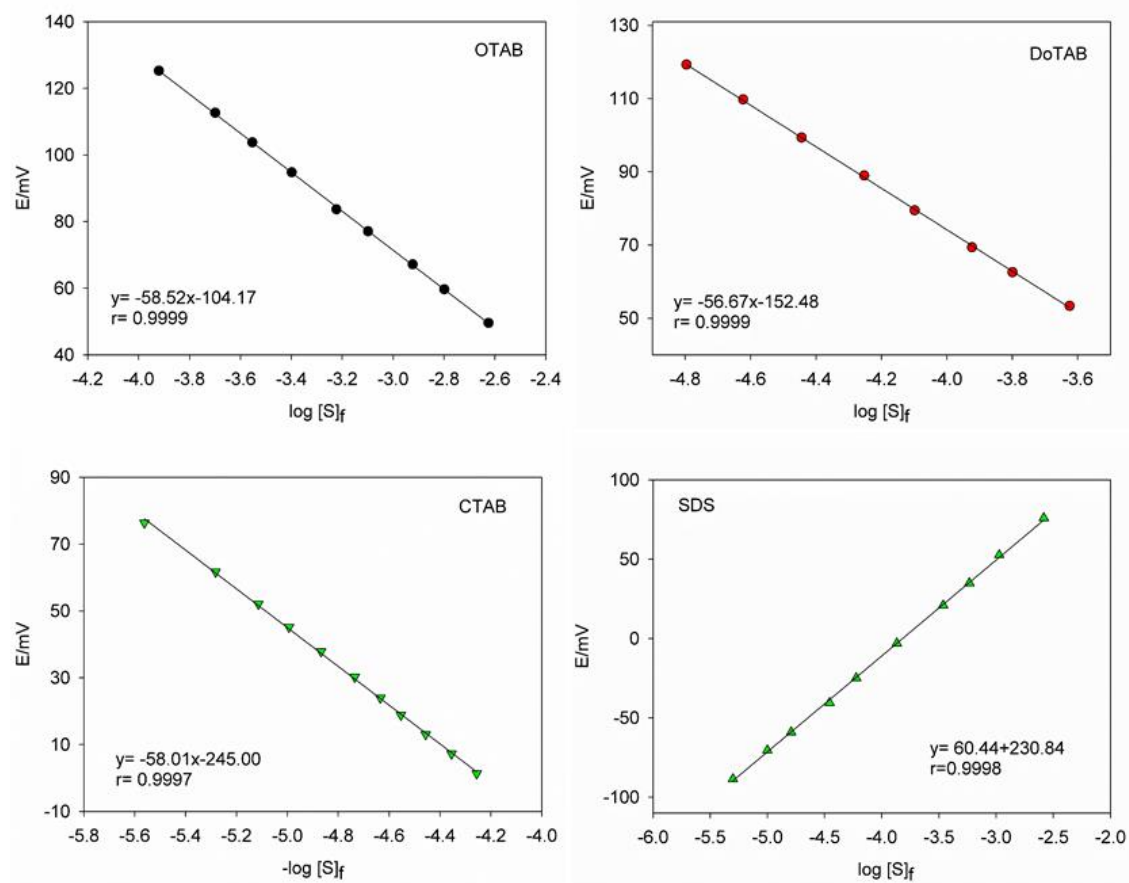 OTAB
E/mV
140
120
100
80
60
40
y= -58.52x-104.17
r= 0.9999
-4.2 -4.0 -3.8 -3.6 -3.4 -3.2 -3.0 -2.8 -2.6 -2.4
log [S]f
DoTAB
E/mV
130
110
90
70
50
y= -56.67x-152.48
r= 0.9999
-4.8 -4.6 -4.4 -4.2 -4.0 -3.8 -3.6
log [S]f
CTAB
E/mV
90
70
50
30
10
-10
y= -58.01x-245.00
r= 0.9997
-5.8 -5.6 -5.4 -5.2 -5.0 -4.8 -4.6 -4.4 -4.2 -4.0
-log [S]f
SDS
E/mV
100
50
0
-50
-100
y= 60.44+230.84
r=0.9998
-6.0 -5.5 -5.0 -4.5 -4.0 -3.5 -3.0 -2.5 -2.0
log [S]f